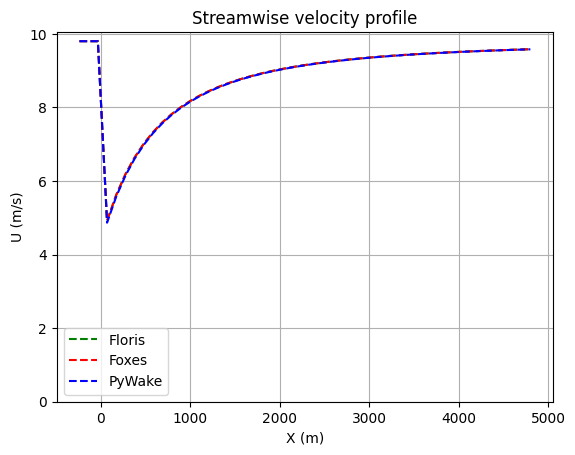 Streamwise velocity profile
U (m/s)
10
8
6
4
2
0
Floris
Foxes
PyWake
0 1000 2000 3000 4000 5000
X (m)